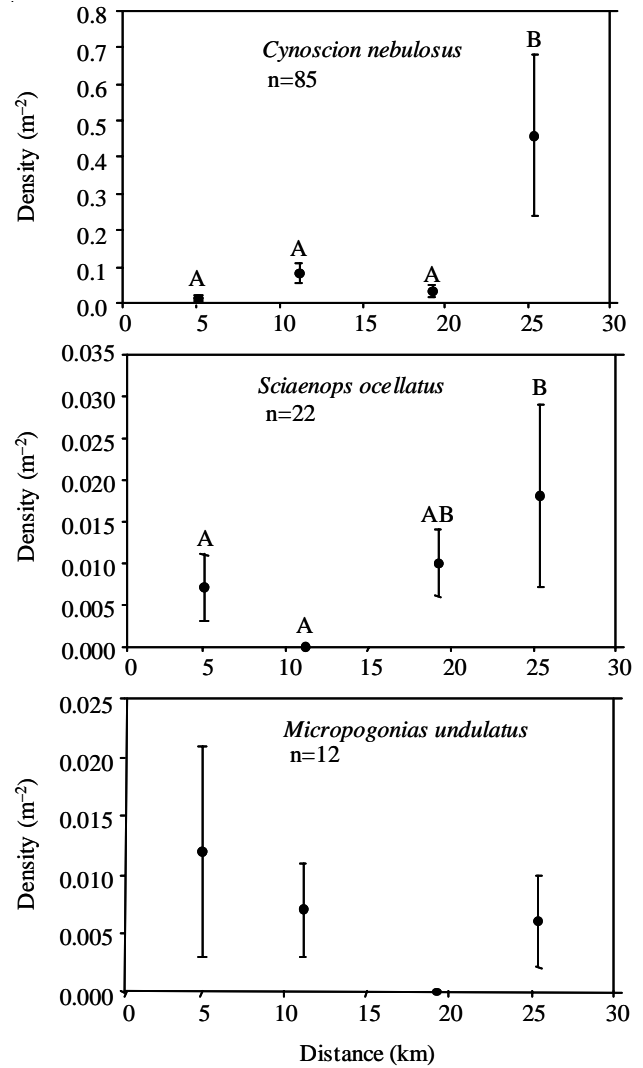 0.8
Cynoscion nebulosus
B
0.7
n=85
0.6
0.5
Density (m⁻²)
0.4
0.3
A
0.2
A
A
0.1
0.0
0 5 10 15 20 25 30
0.035
Sciaenops ocellatus
B
0.030
n=22
0.025
0.020
Density (m⁻²)
AB
0.015
A
0.010
0.005
A
0.000
0 5 10 15 20 25 30
0.025
Micropogonias undulatus
n=12
0.020
0.015
Density (m⁻²)
0.010
0.005
0.000
0 5 10 15 20 25 30
Distance (km)